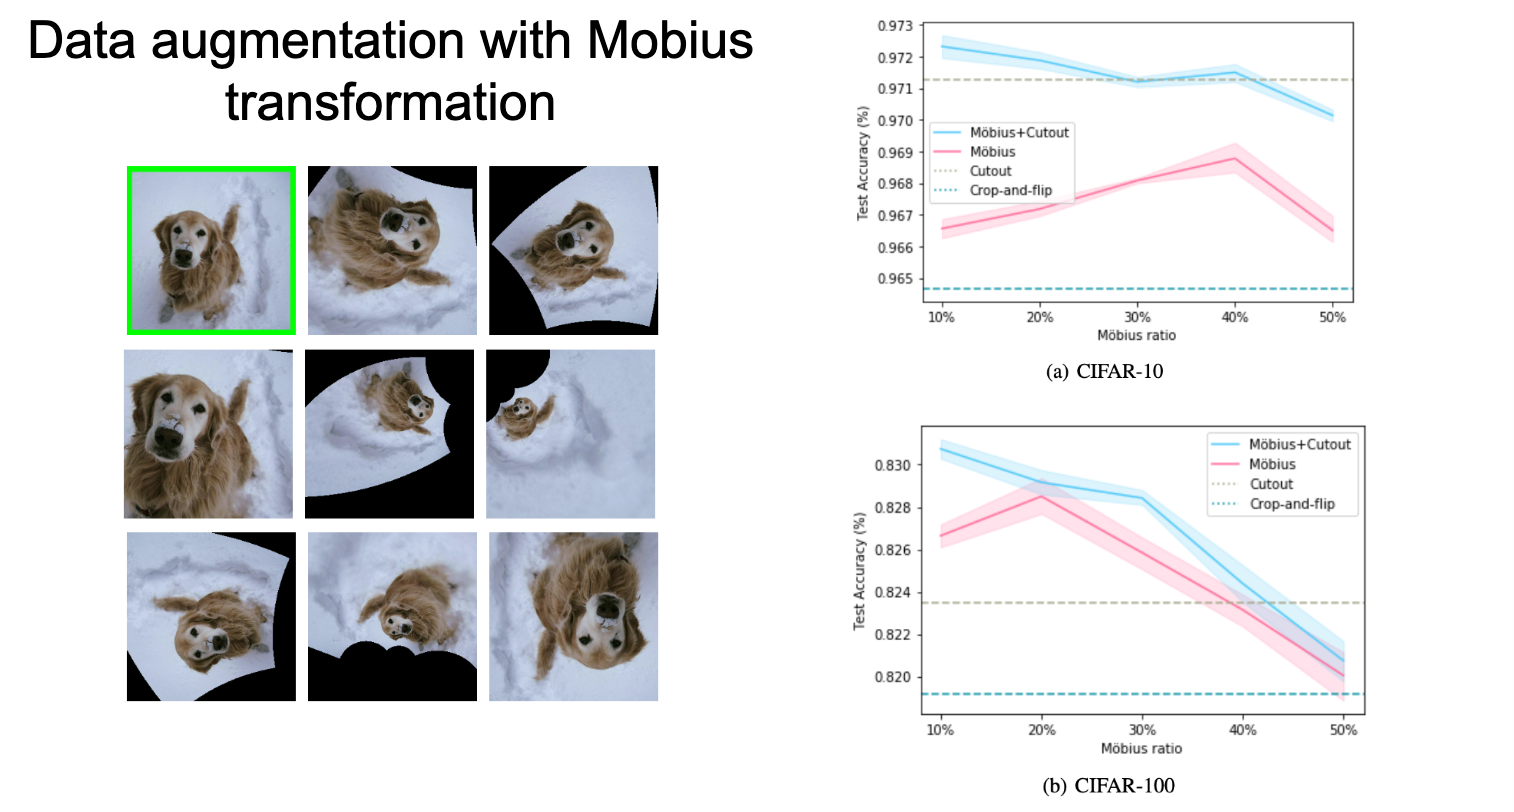 Data augmentation with Mobius
transformation
0.973
0.972
0.971
0.970
0.969
0.968
0.967
0.966
0.965
Test Accuracy (%)
Möbius+Cutout
Möbius
Cutout
Crop-and-flip
10% 20% 30% 40% 50%
Möbius ratio
(a) CIFAR-10
0.830
0.828
0.826
0.824
0.822
0.820
Test Accuracy (%)
Möbius+Cutout
Möbius
Cutout
Crop-and-flip
10% 20% 30% 40% 50%
Möbius ratio
(b) CIFAR-100